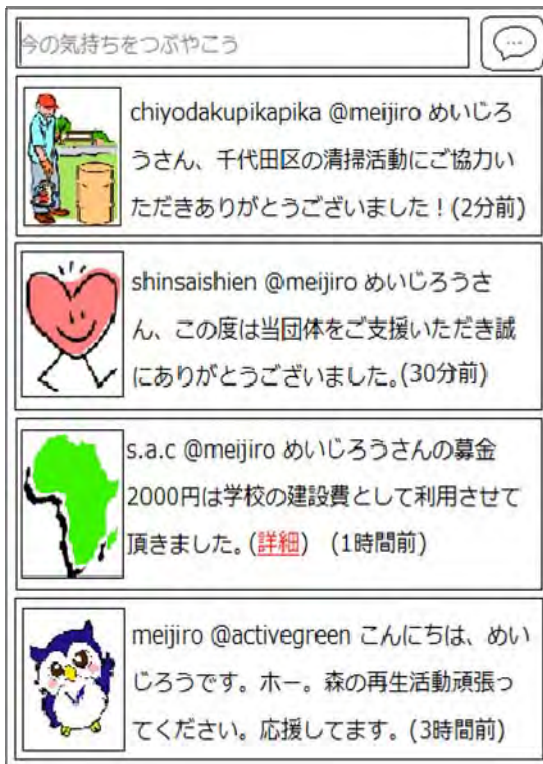 今の気持ちをつぶやこう
...
chiyodakupikapika @meijiro めいじろ
うさん、千代田区の清掃活動にご協力い
ただきありがとうございました！(2分前)
shinsaishien @meijiro めいじろうさ
ん、この度は当団体をご支援いただき誠
にありがとうございました。(30分前)
s.a.c @meijiro めいじろうさんの募金
2000円は学校の建設費として利用させて
頂きました。(詳細) (1時間前)
meijiro @activegreen こんにちは、めい
じろうです。ホー。森の再生活動頑張っ
てください。応援してます。(3時間前)